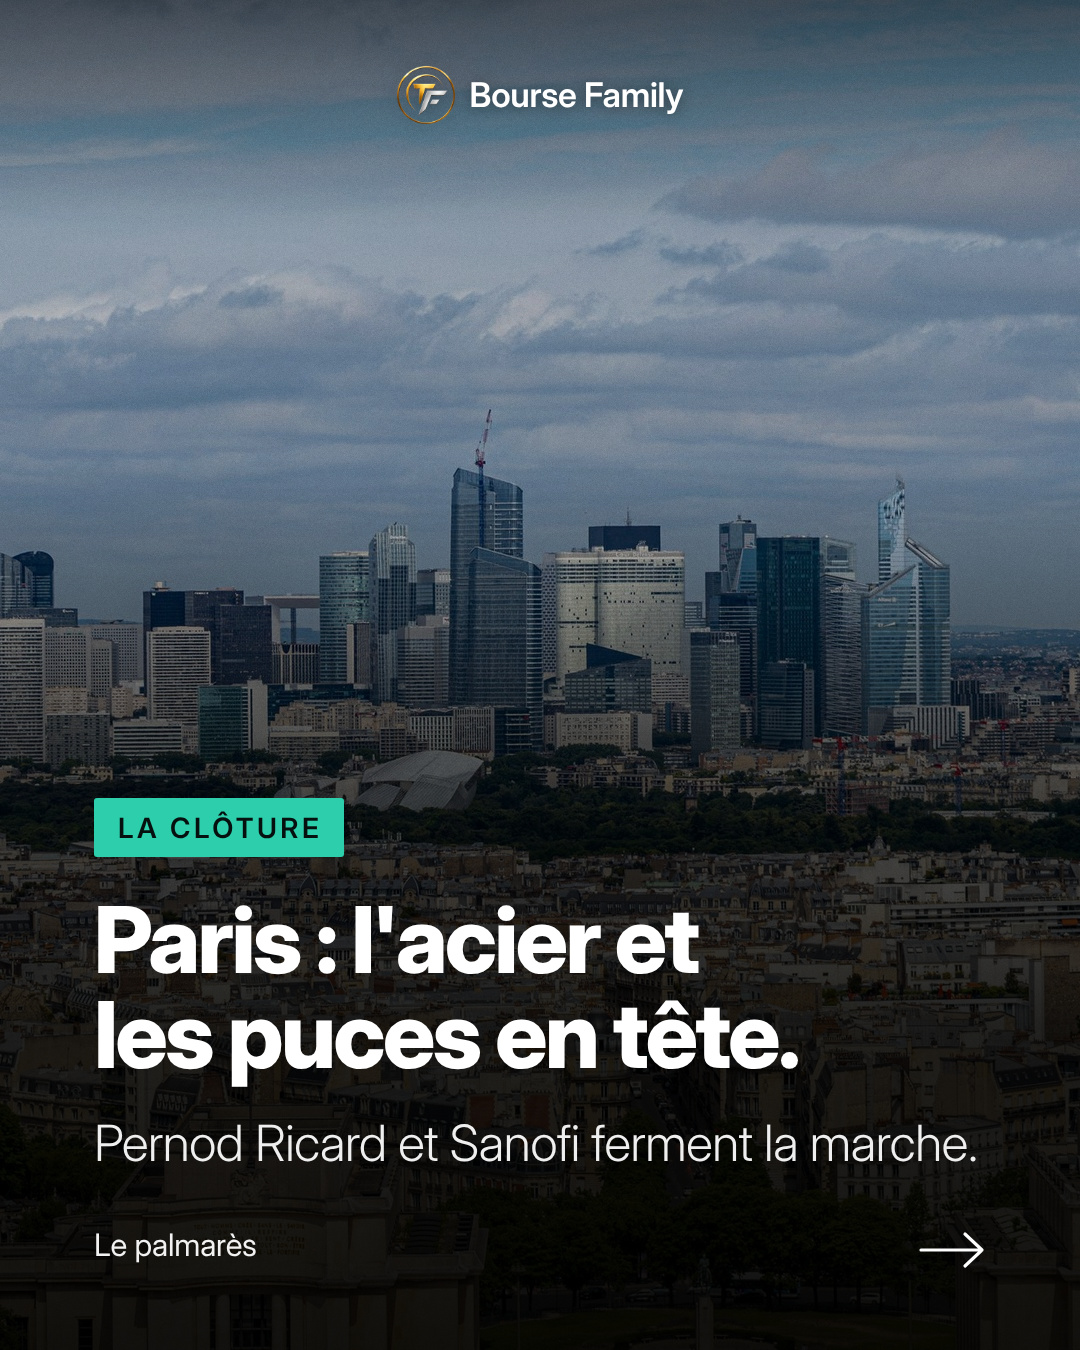 Bourse Family
LA CLÔTURE
Paris : l'acier et
les puces en tête.
Pernod Ricard et Sanofi ferment la marche.
Le palmarès